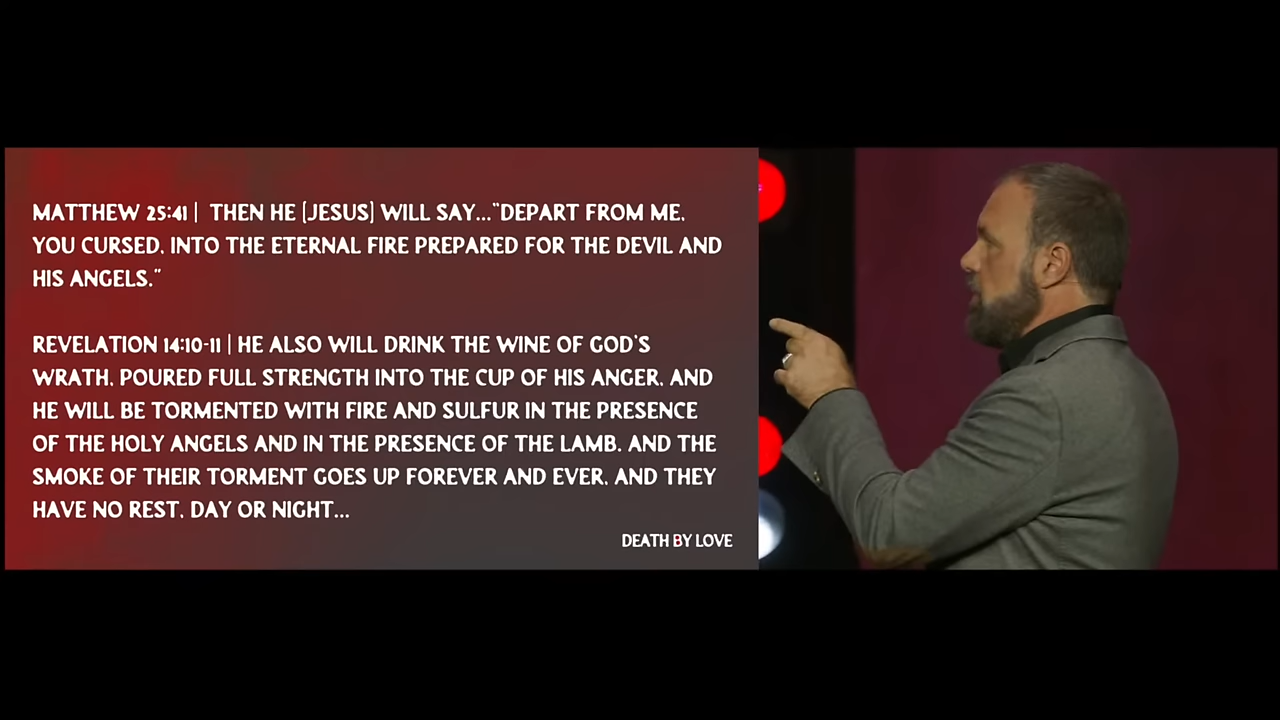 MATTHEW 25:41 | THEN HE [JESUS] WILL SAY..."DEPART FROM ME,
YOU CURSED, INTO THE ETERNAL FIRE PREPARED FOR THE DEVIL AND
HIS ANGELS."
REVELATION 14:10-11 | HE ALSO WILL DRINK THE WINE OF GOD'S
WRATH, POURED FULL STRENGTH INTO THE CUP OF HIS ANGER, AND
HE WILL BE TORMENTED WITH FIRE AND SULFUR IN THE PRESENCE
OF THE HOLY ANGELS AND IN THE PRESENCE OF THE LAMB. AND THE
SMOKE OF THEIR TORMENT GOES UP FOREVER AND EVER, AND THEY
HAVE NO REST, DAY OR NIGHT...
DEATH BY LOVE